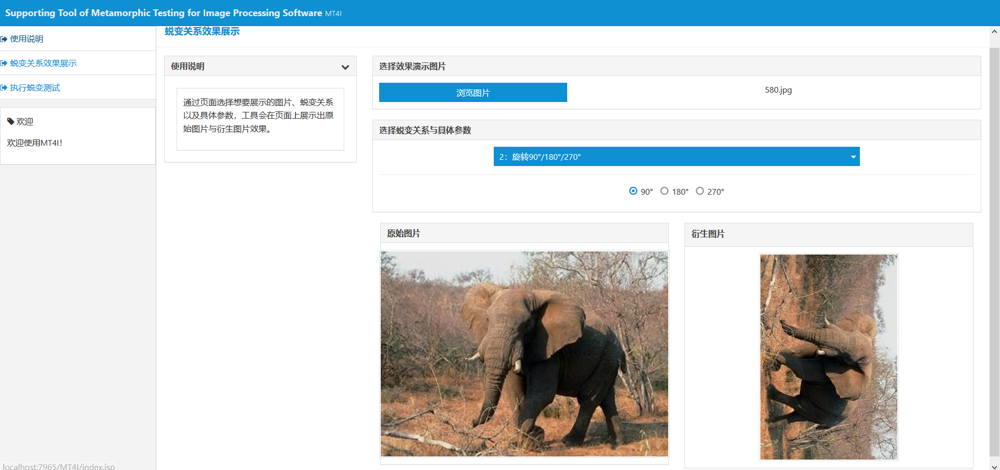 Supporting Tool of Metamorphic Testing for Image Processing Software MT4I
使用说明
蜕变关系效果展示
执行蜕变测试
欢迎
欢迎使用MT4I！
蜕变关系效果展示
使用说明
通过页面选择想要展示的图片、蜕变关系
以及具体参数，工具会在页面上展示出原
始图片与衍生图片效果。
选择效果演示图片
浏览图片
580.jpg
选择蜕变关系与具体参数
2：旋转90°/180°/270°
90° 180° 270°
原始图片
衍生图片
localhost:7965/MT4I/index.jsp